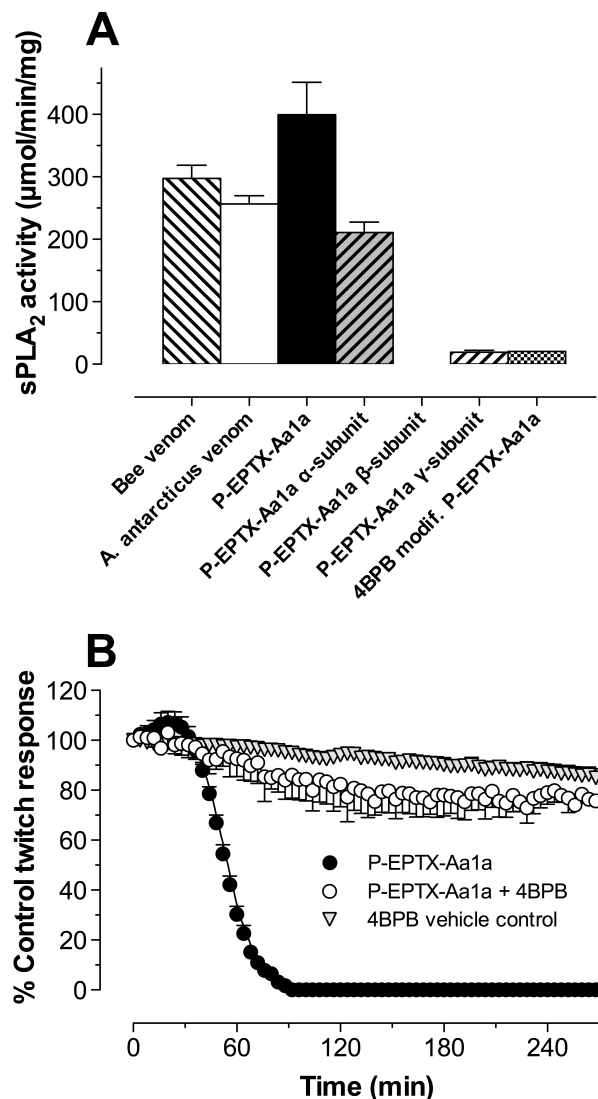 A
sPLA2 activity (µmol/min/mg)
400
300
200
100
0
Bee venom
A. antarcticus venom
P-EPTX-Aa1a
P-EPTX-Aa1a α-subunit
P-EPTX-Aa1a β-subunit
P-EPTX-Aa1a γ-subunit
4BPB modif. P-EPTX-Aa1a
B
% Control twitch response
120
100
80
60
40
20
0
P-EPTX-Aa1a
P-EPTX-Aa1a + 4BPB
4BPB vehicle control
0
60
120
180
240
Time (min)